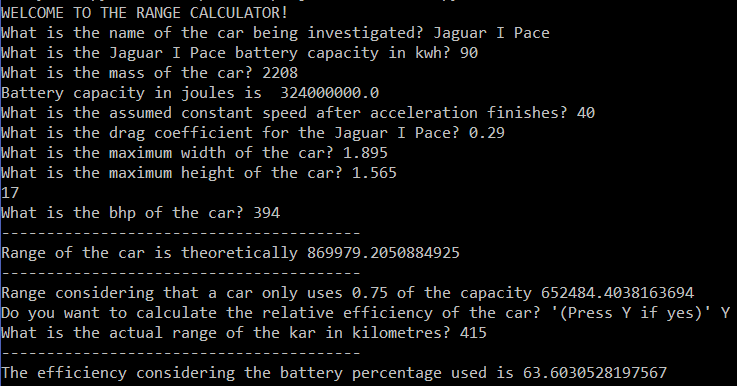 WELCOME TO THE RANGE CALCULATOR!
What is the name of the car being investigated? Jaguar I Pace
What is the Jaguar I Pace battery capacity in kwh? 90
What is the mass of the car? 2208
Battery capacity in joules is  324000000.0
What is the assumed constant speed after acceleration finishes? 40
What is the drag coefficient for the Jaguar I Pace? 0.29
What is the maximum width of the car? 1.895
What is the maximum height of the car? 1.565
17
What is the bhp of the car? 394
----------------------------------------
Range of the car is theoretically 869979.2050884925
----------------------------------------
Range considering that a car only uses 0.75 of the capacity 652484.4038163694
Do you want to calculate the relative efficiency of the car? '(Press Y if yes)' Y
What is the actual range of the kar in kilometres? 415
----------------------------------------
The efficiency considering the battery percentage used is 63.6030528197567